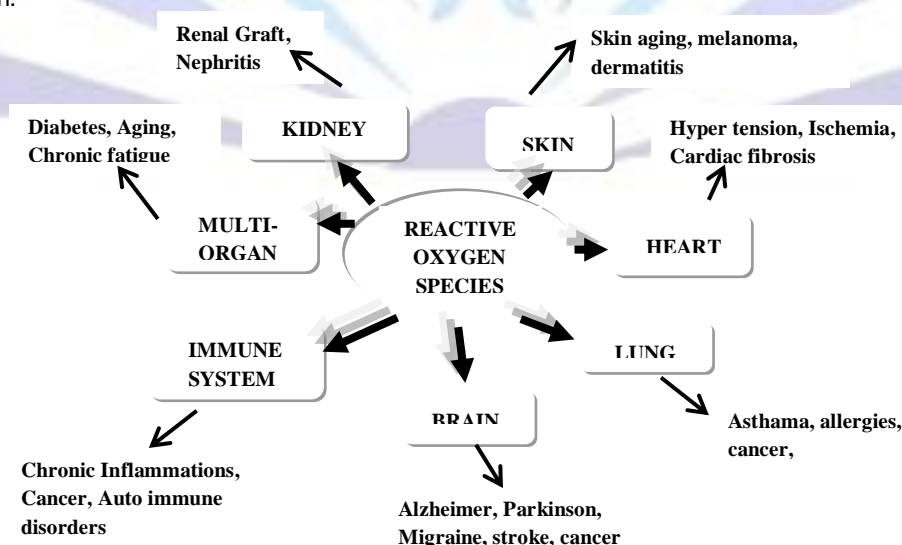 n.
Renal Graft,
Nephritis
Skin aging, melanoma,
dermatitis
Diabetes, Aging,
Chronic fatigue
KIDNEY
SKIN
Hyper tension, Ischemia,
Cardiac fibrosis
MULTI-
ORGAN
REACTIVE
OXYGEN
SPECIES
HEART
IMMUNE
SYSTEM
LUNG
BRAIN
Asthama, allergies,
cancer,
Chronic Inflammations,
Cancer, Auto immune
disorders
Alzheimer, Parkinson,
Migraine, stroke, cancer